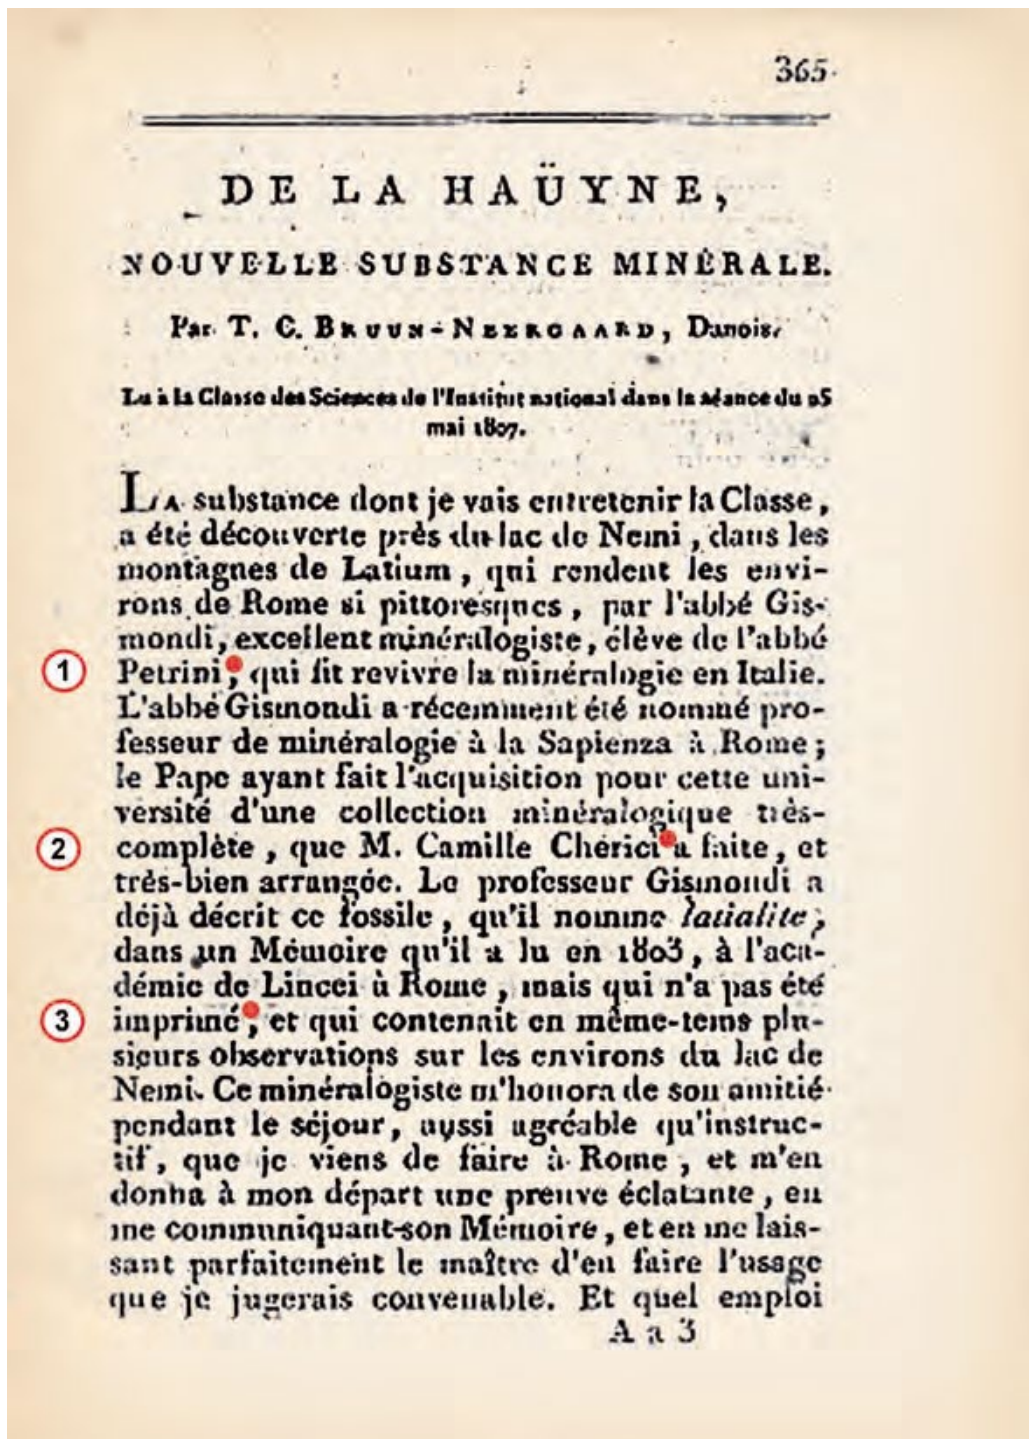 365
DE LA HAÜYNE,
NOUVELLE SUBSTANCE MINÉRALE.
Par T. C. BRUUN-NEERGAARD, Danois.
Lu à la Classe des Sciences de l'Institut national dans la séance du 25
mai 1807.
LA substance dont je vais entretenir la Classe,
a été découverte près du lac de Nemi, dans les
montagnes de Latium, qui rendent les envi-
rons de Rome si pittoresques, par l'abbé Gis-
mondi, excellent minéralogiste, élève de l'abbé
① Petrini, qui fit revivre la minéralogie en Italie.
L'abbé Gismondi a récemment été nommé pro-
fesseur de minéralogie à la Sapienza à Rome;
le Pape ayant fait l'acquisition pour cette uni-
versité d'une collection minéralogique très-
② complète, que M. Camille Chérici a faite, et
très-bien arrangée. Le professeur Gismondi a
déjà décrit ce fossile, qu'il nomme latialite,
dans un Mémoire qu'il a lu en 1803, à l'aca-
démie de Lincei à Rome, mais qui n'a pas été
③ imprimé, et qui contenait en même-tems plu-
sieurs observations sur les environs du lac de
Nemi. Ce minéralogiste m'honora de son amitié
pendant le séjour, aussi agréable qu'instruc-
tif, que je viens de faire à Rome, et m'en
donna à mon départ une preuve éclatante, en
me communiquant son Mémoire, et en me lais-
sant parfaitement le maître d'en faire l'usage
que je jugerais convenable. Et quel emploi
A a 3